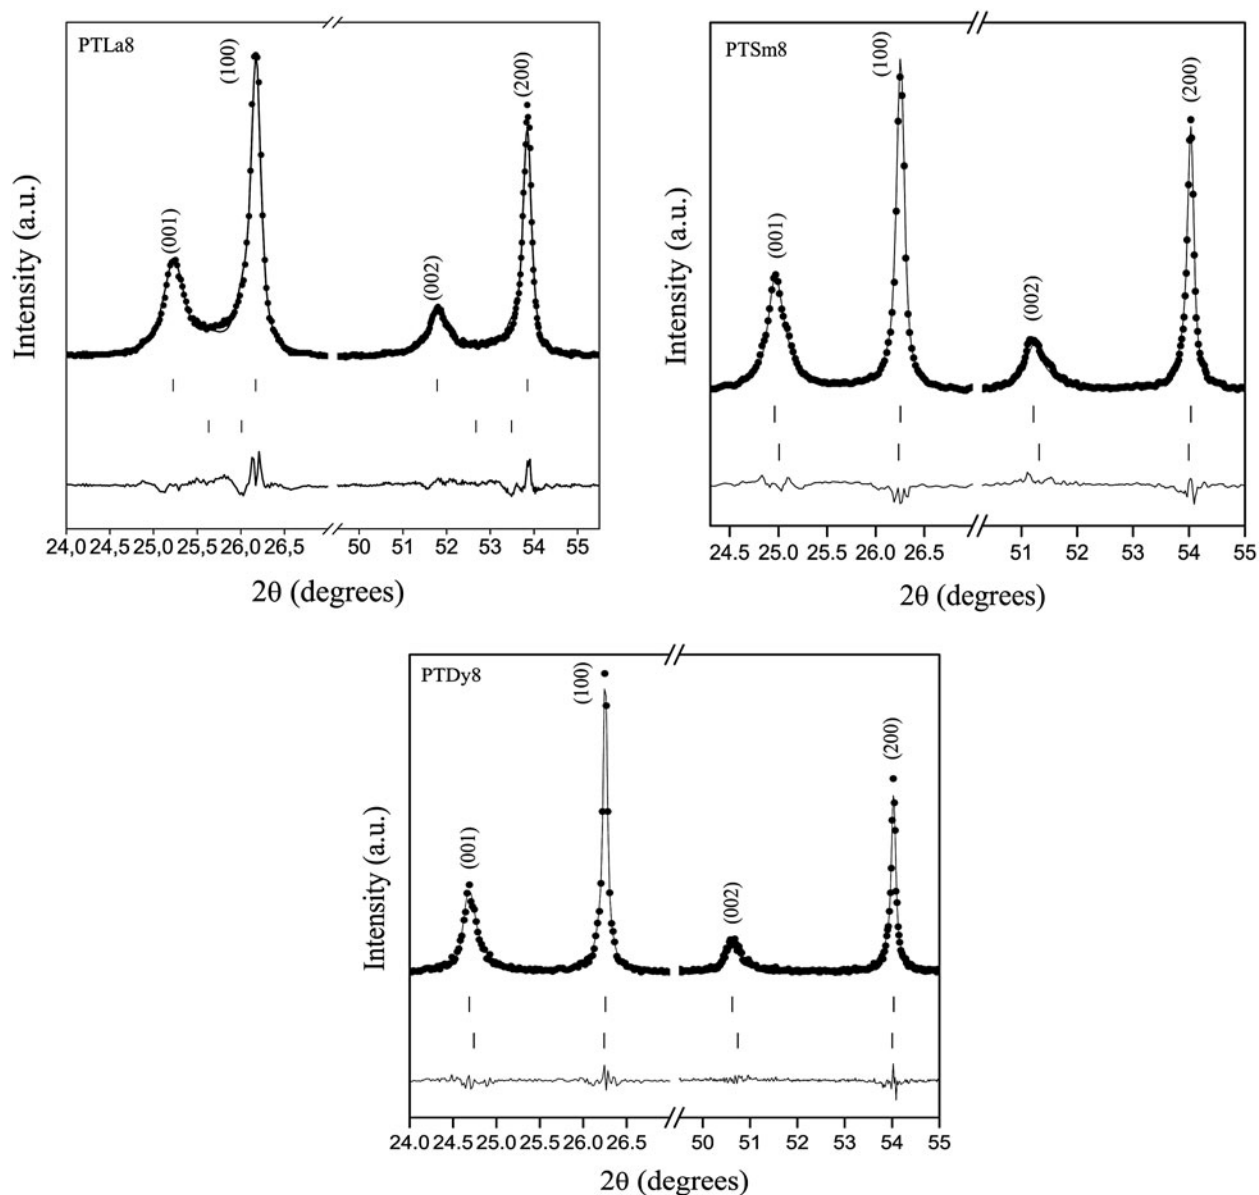 PTLa8
(001)
(100)
(002)
(200)
Intensity (a.u.)
24.0 24.5 25.0 25.5 26.0 26.5 50 51 52 53 54 55
2θ (degrees)
PTSm8
(001)
(100)
(002)
(200)
Intensity (a.u.)
24.5 25.0 25.5 26.0 26.5 51 52 53 54 55
2θ (degrees)
PTDy8
(001)
(100)
(002)
(200)
Intensity (a.u.)
24.0 24.5 25.0 25.5 26.0 26.5 50 51 52 53 54 55
2θ (degrees)